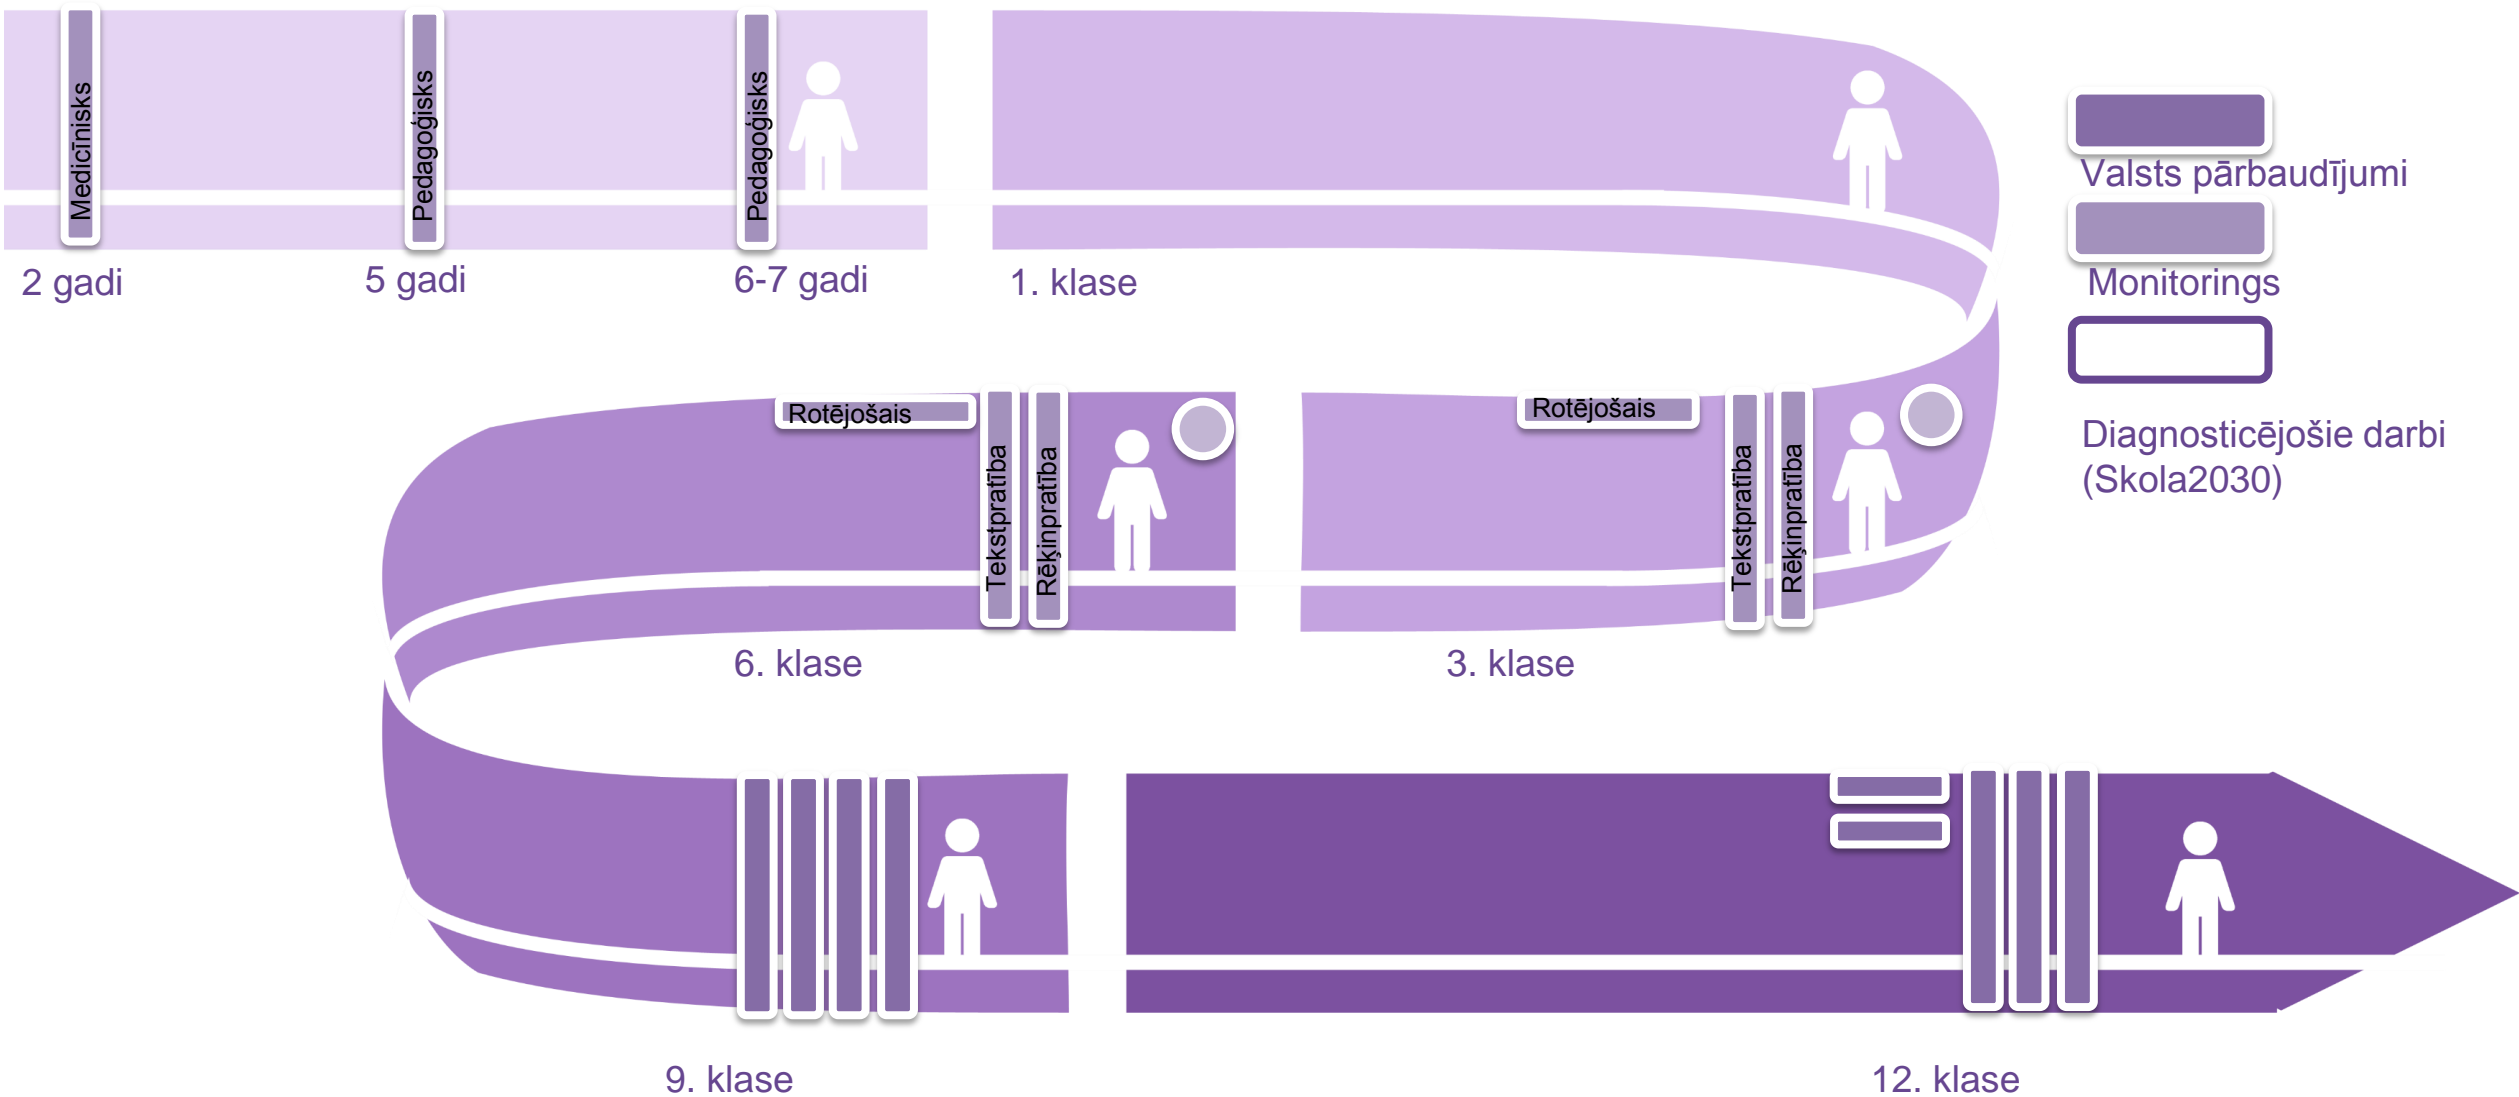 Medicīnisks
Pedagoģisks
Pedagoģisks
2 gadi
5 gadi
6-7 gadi
1. klase
Valsts pārbaudījumi
Monitorings
Diagnosticējošie darbi
(Skola2030)
Rotējošais
Tekstpratība
Rēķinpratība
Rotējošais
Tekstpratība
Rēķinpratība
6. klase
3. klase
9. klase
12. klase